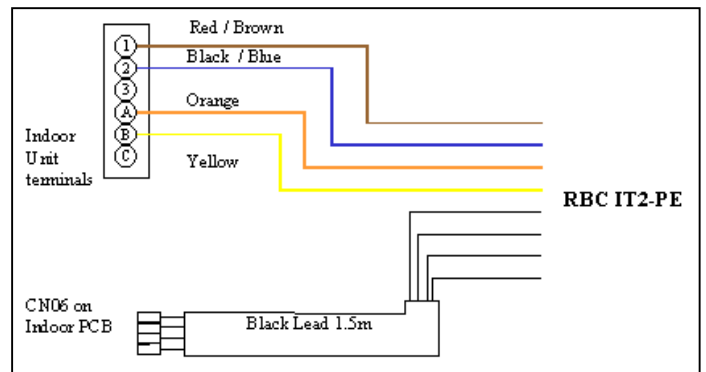 Red / Brown
1
Black / Blue
2
3
Orange
A
Indoor
Unit
terminals
B
C
Yellow
RBC IT2-PE
CN06 on
Indoor PCB
Black Lead 1.5m